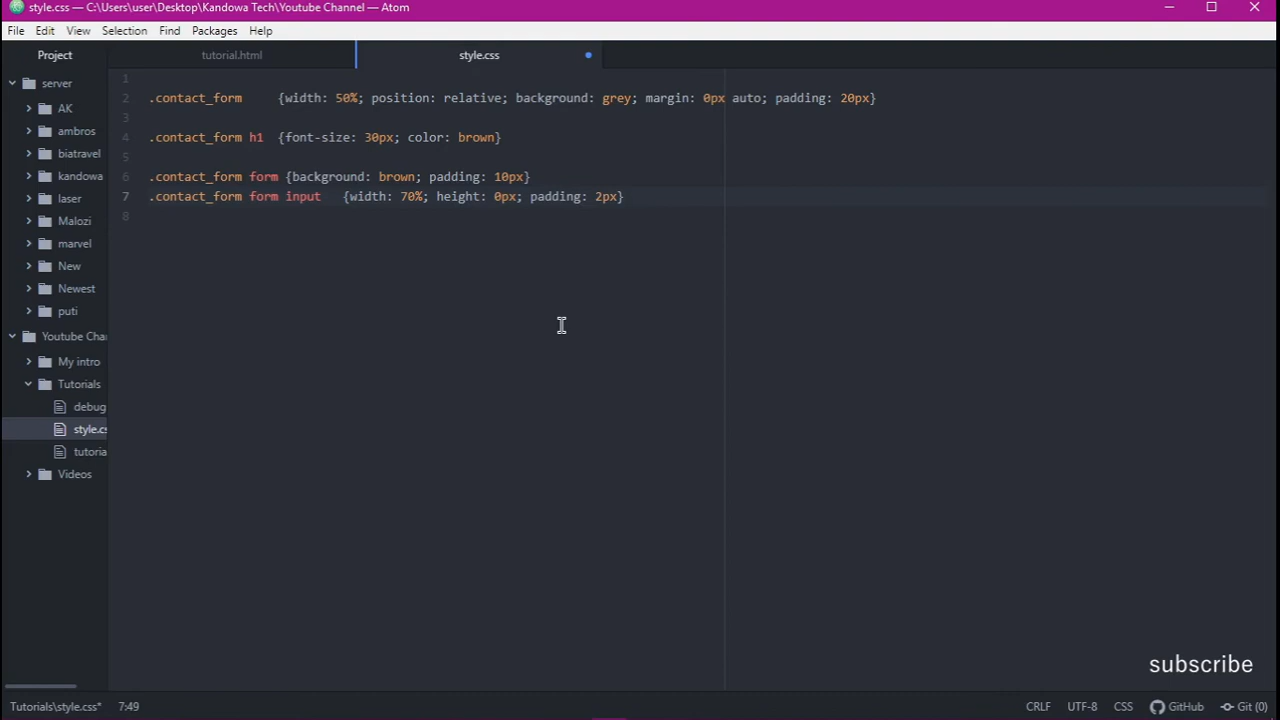 style.css — C:\Users\user\Desktop\Kandowa Tech\Youtube Channel — Atom
File Edit View Selection Find Packages Help
Project tutorial.html style.css
server
AK
ambros
biatravel
kandowa
laser
Malozi
marvel
New
Newest
puti
Youtube Cha
My intro
Tutorials
debug
style.cs
tutoria
Videos
1
2 .contact_form {width: 50%; position: relative; background: grey; margin: 0px auto; padding: 20px}
3
4 .contact_form h1 {font-size: 30px; color: brown}
5
6 .contact_form form {background: brown; padding: 10px}
7 .contact_form form input {width: 70%; height: 0px; padding: 2px}
8
subscribe
Tutorials\style.css* 7:49 CRLF UTF-8 CSS GitHub Git (0)